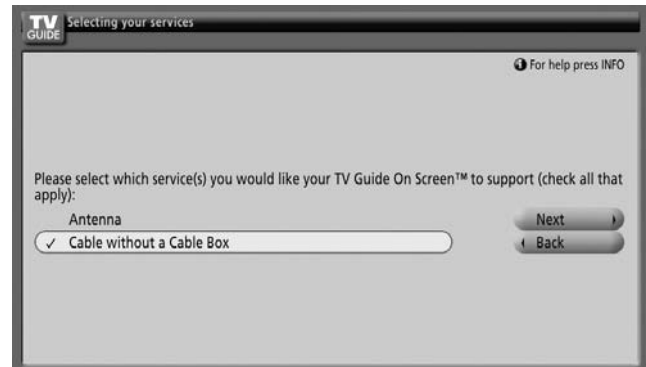 TV
GUIDE
Selecting your services
For help press INFO
Please select which service(s) you would like your TV Guide On Screen™ to support (check all that
apply):
Antenna
Next
✓ Cable without a Cable Box
Back